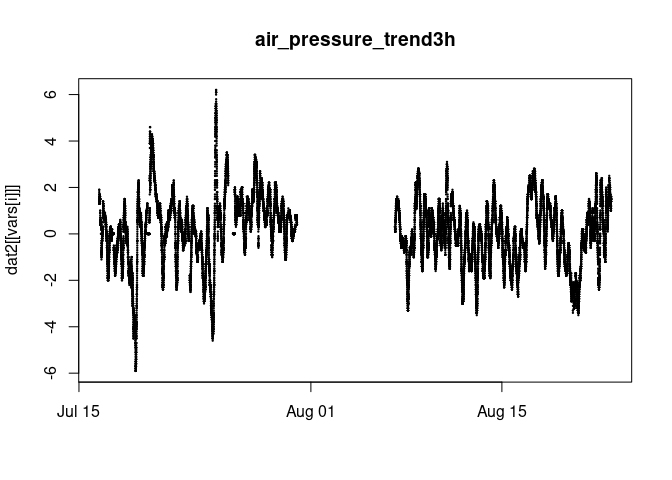 air_pressure_trend3h
dat2[[vars[i]]]
6
4
2
0
-2
-4
-6
Jul 15
Aug 01
Aug 15